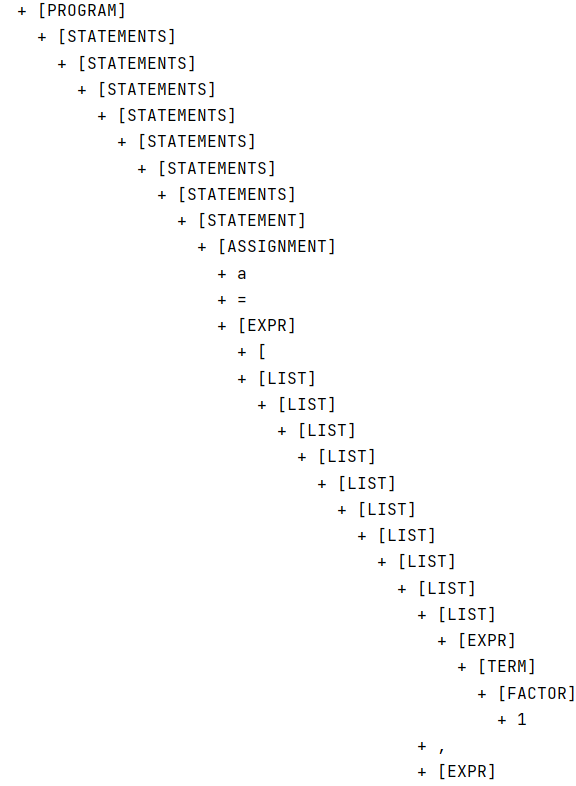 + [PROGRAM]
+ [STATEMENTS]
+ [STATEMENTS]
+ [STATEMENTS]
+ [STATEMENTS]
+ [STATEMENTS]
+ [STATEMENTS]
+ [STATEMENTS]
+ [STATEMENT]
+ [ASSIGNMENT]
+ a
+ =
+ [EXPR]
+ [
+ [LIST]
+ [LIST]
+ [LIST]
+ [LIST]
+ [LIST]
+ [LIST]
+ [LIST]
+ [LIST]
+ [LIST]
+ [LIST]
+ [EXPR]
+ [TERM]
+ [FACTOR]
+ 1
+ ,
+ [EXPR]